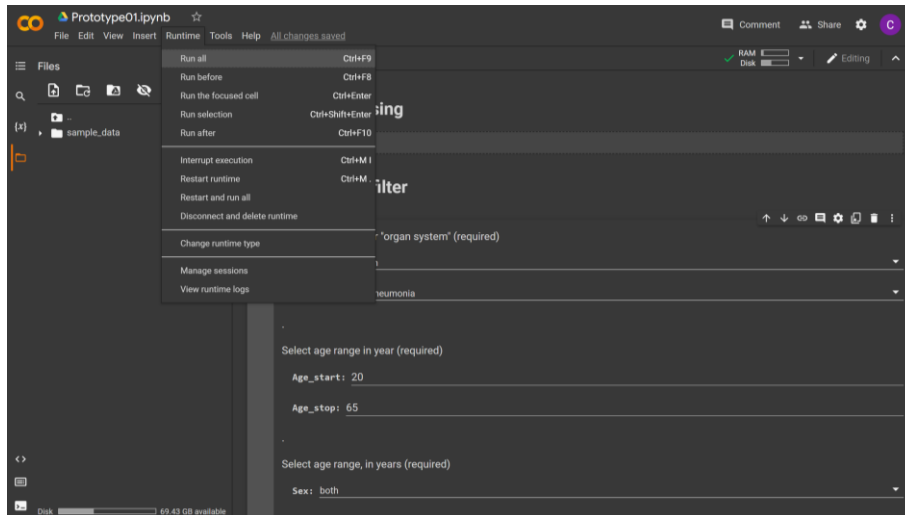 Prototype01.ipynb
File Edit View Insert Runtime Tools Help All changes saved
Comment Share C
Files
RAM
Disk
Editing
..
sample_data
{x}
Run all Ctrl+F9
Run before Ctrl+F8
Run the focused cell Ctrl+Enter
Run selection Ctrl+Shift+Enter
Run after Ctrl+F10
Interrupt execution Ctrl+M I
Restart runtime Ctrl+M .
Restart and run all
Disconnect and delete runtime
Change runtime type
Manage sessions
View runtime logs
sing
ilter
"organ system" (required)
neumonia
.
Select age range in year (required)
Age_start: 20
Age_stop: 65
.
Select age range, in years (required)
Sex: both
Disk 69.43 GB available